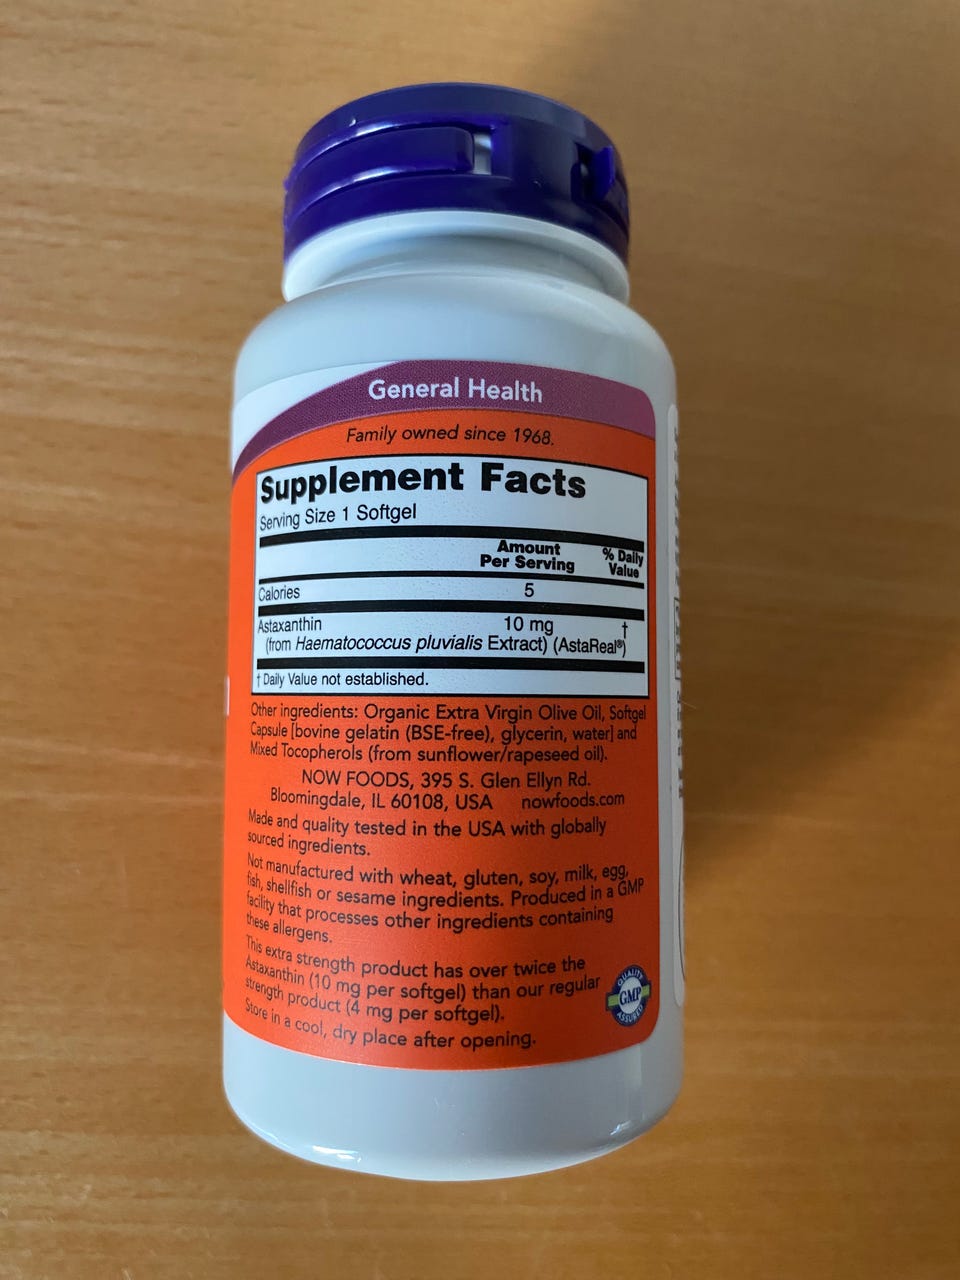 General Health
Family owned since 1968.
Supplement Facts
Serving Size 1 Softgel
Amount Per Serving
% Daily Value
Calories 5
Astaxanthin 10 mg †
(from Haematococcus pluvialis Extract) (AstaReal®)
† Daily Value not established.
Other ingredients: Organic Extra Virgin Olive Oil, Softgel
Capsule [bovine gelatin (BSE-free), glycerin, water] and
Mixed Tocopherols (from sunflower/rapeseed oil).
NOW FOODS, 395 S. Glen Ellyn Rd.
Bloomingdale, IL 60108, USA nowfoods.com
Made and quality tested in the USA with globally
sourced ingredients.
Not manufactured with wheat, gluten, soy, milk, egg,
fish, shellfish or sesame ingredients. Produced in a GMP
facility that processes other ingredients containing
these allergens.
This extra strength product has over twice the
Astaxanthin (10 mg per softgel) than our regular
strength product (4 mg per softgel).
Store in a cool, dry place after opening.
QUALITY
GMP
ASSURED